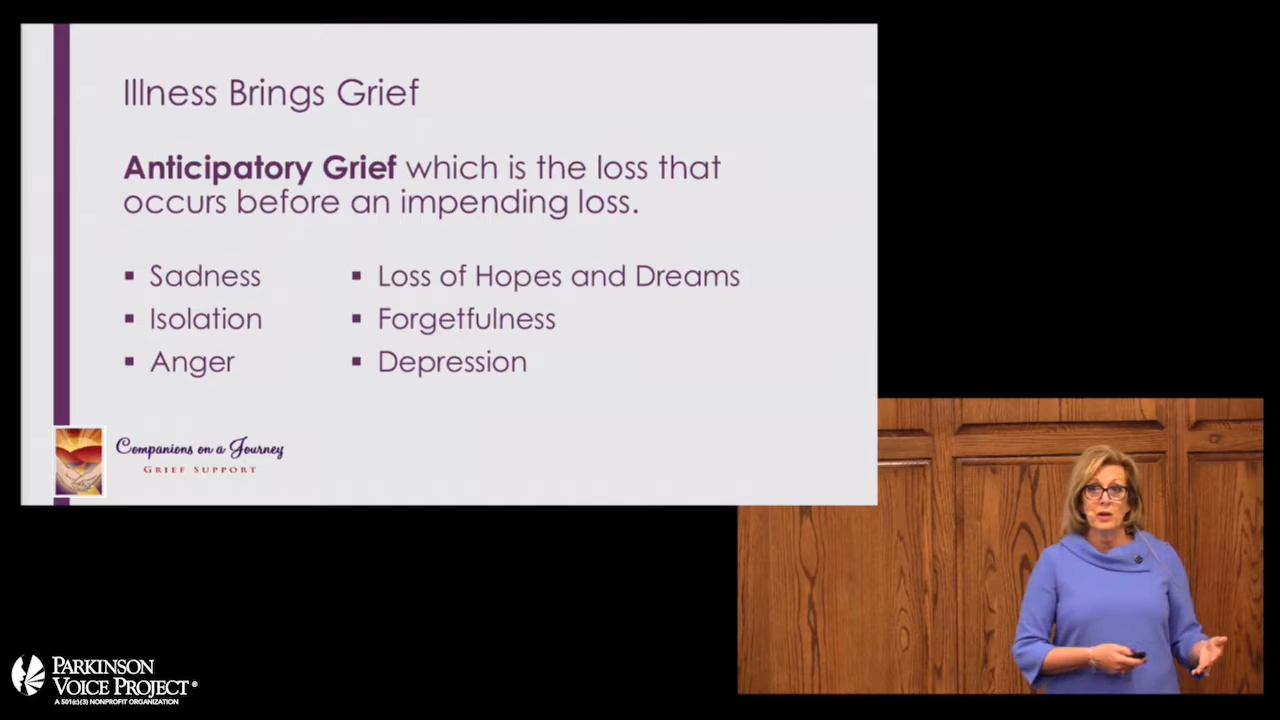 Illness Brings Grief
Anticipatory Grief which is the loss that
occurs before an impending loss.
▪ Sadness
▪ Isolation
▪ Anger
▪ Loss of Hopes and Dreams
▪ Forgetfulness
▪ Depression
Companions on a Journey
GRIEF SUPPORT
PARKINSON
VOICE PROJECT®
A 501(c)(3) NONPROFIT ORGANIZATION